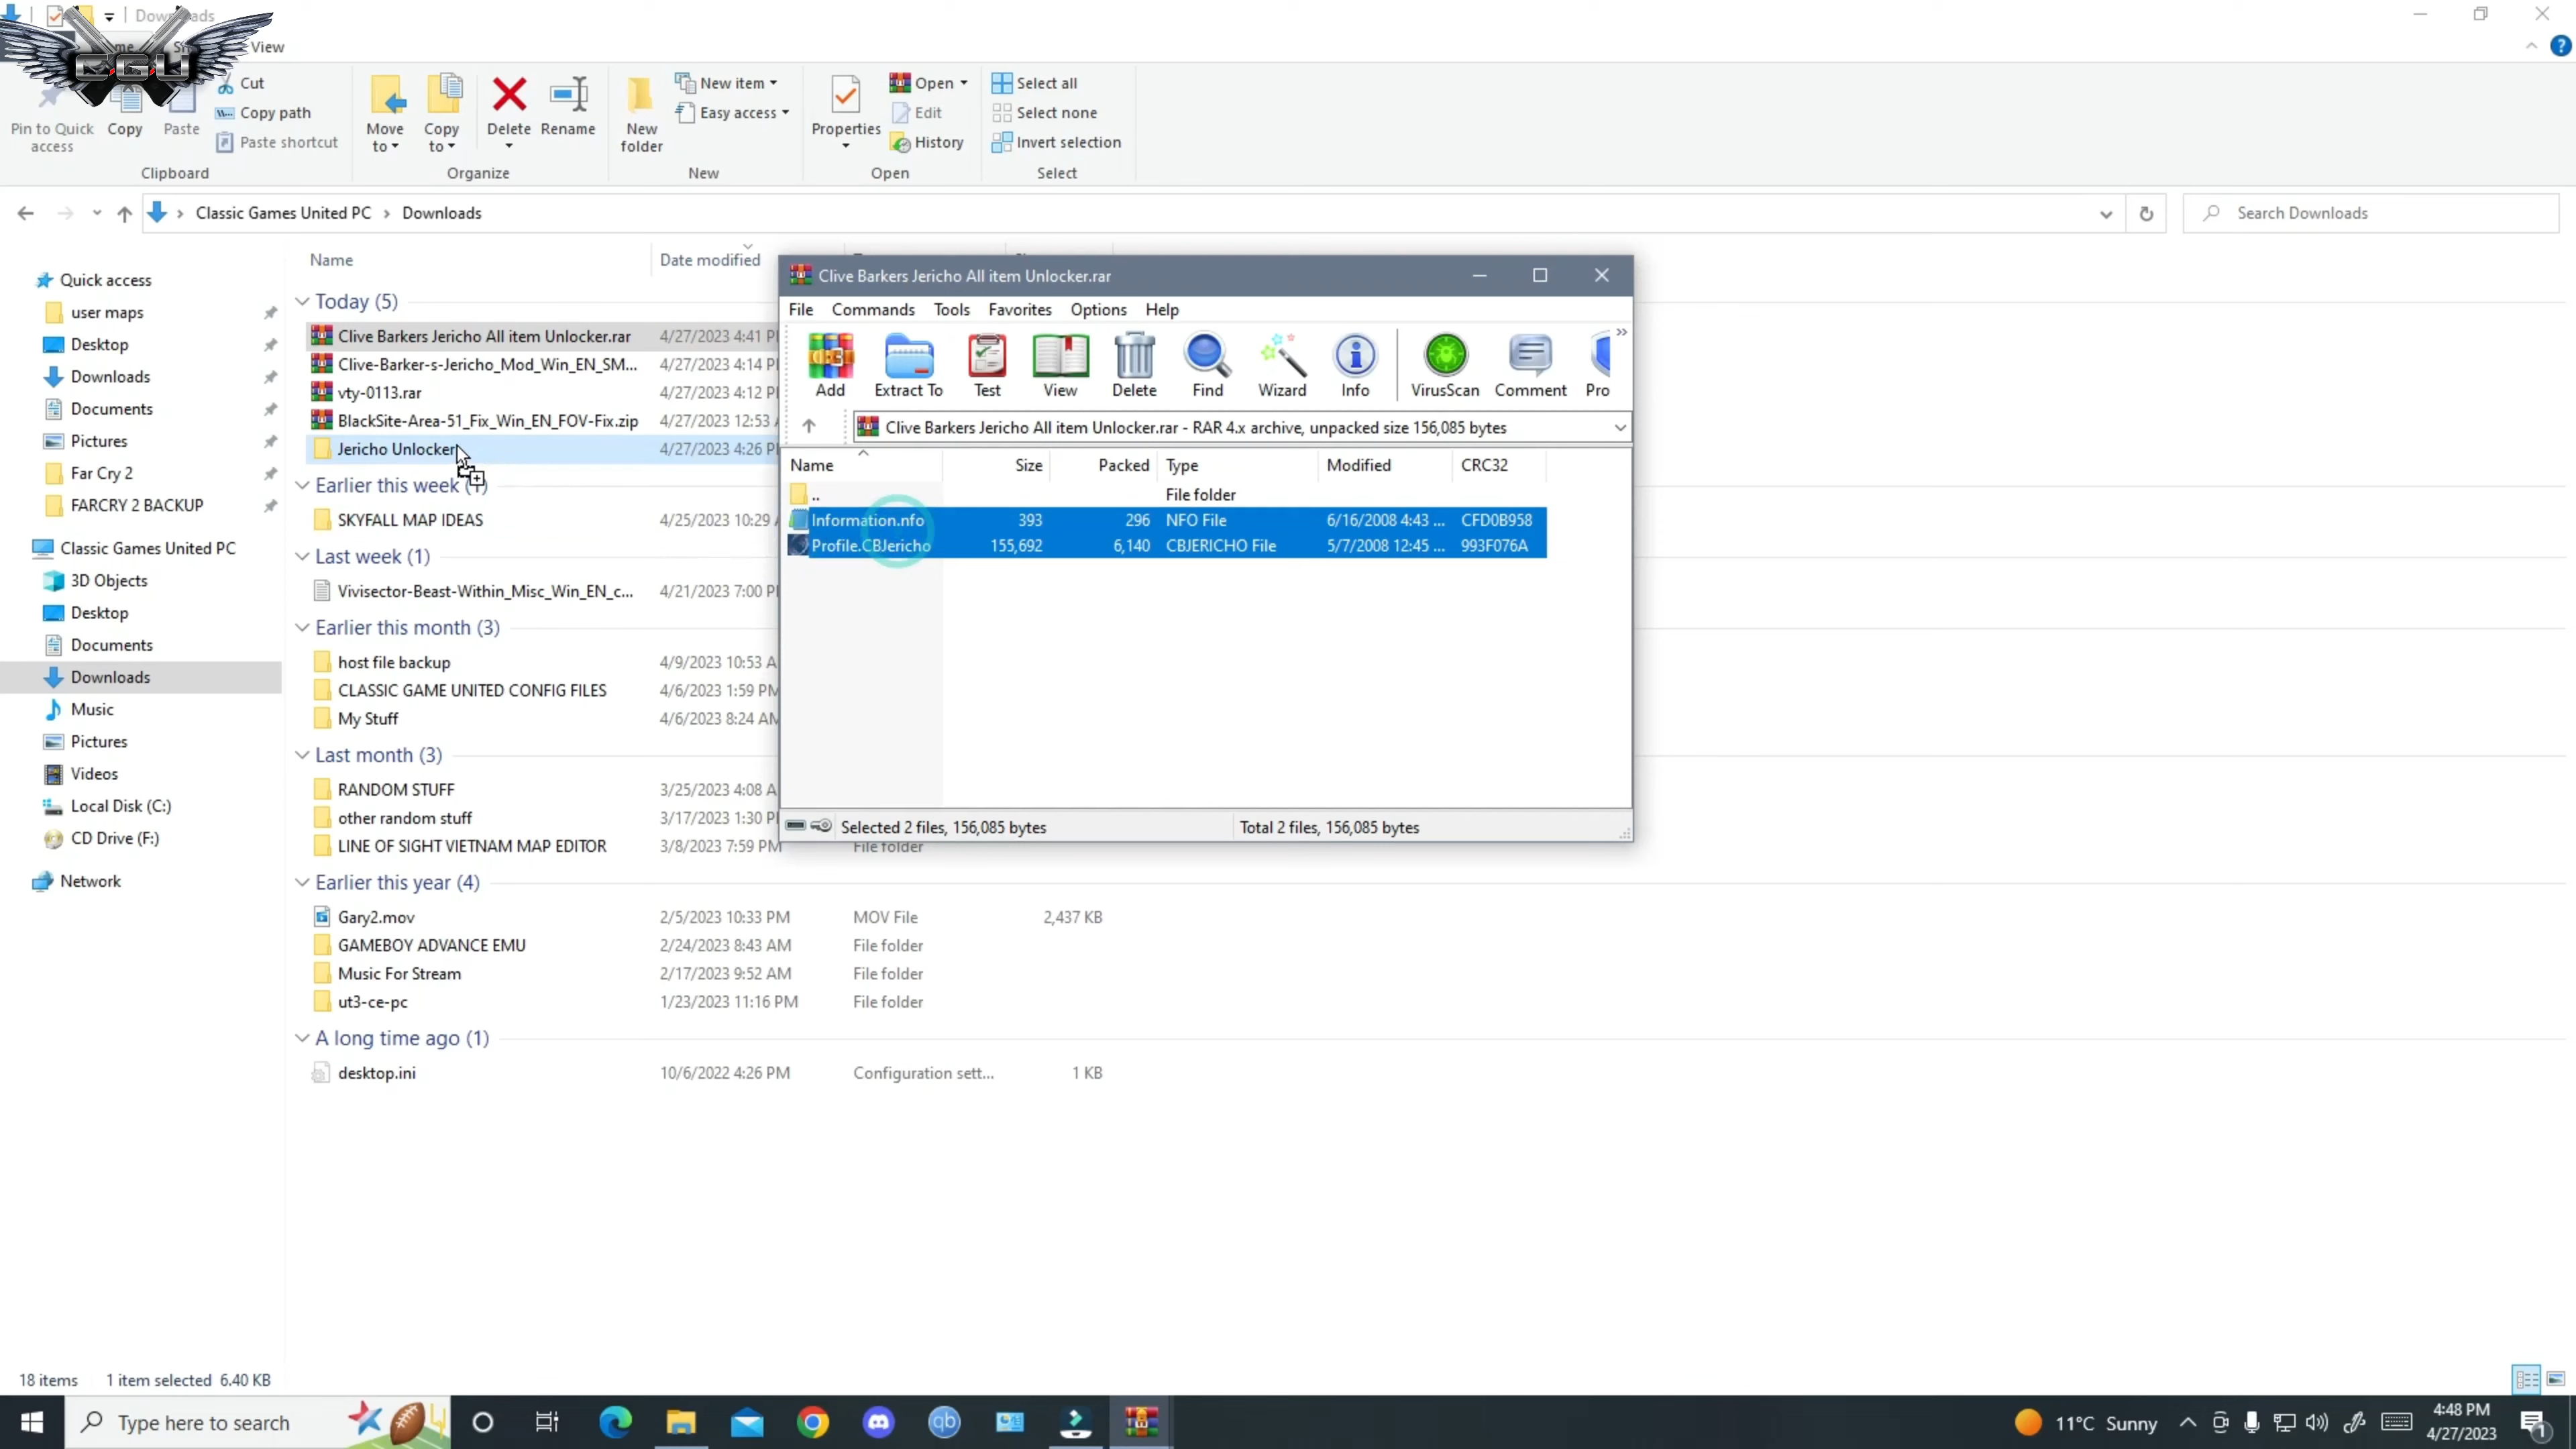 Downloads
View
Pin to Quick access
Copy
Paste
Cut
Copy path
Paste shortcut
Clipboard
Move to
Copy to
Delete
Rename
Organize
New folder
New item
Easy access
New
Properties
Open
Edit
History
Open
Select all
Select none
Invert selection
Select
C.G.U
Classic Games United PC > Downloads
Search Downloads
Quick access
user maps
Desktop
Downloads
Documents
Pictures
Far Cry 2
FARCRY 2 BACKUP
Classic Games United PC
3D Objects
Desktop
Documents
Downloads
Music
Pictures
Videos
Local Disk (C:)
CD Drive (F:)
Network
Name Date modified
Today (5)
Clive Barkers Jericho All item Unlocker.rar 4/27/2023 4:41 P
Clive-Barker-s-Jericho_Mod_Win_EN_SM... 4/27/2023 4:14 P
vty-0113.rar 4/27/2023 4:12 P
BlackSite-Area-51_Fix_Win_EN_FOV-Fix.zip 4/27/2023 12:53
Jericho Unlocker 4/27/2023 4:26 P
Earlier this week (1)
SKYFALL MAP IDEAS 4/25/2023 10:29
Last week (1)
Vivisector-Beast-Within_Misc_Win_EN_c... 4/21/2023 7:00 P
Earlier this month (3)
host file backup 4/9/2023 10:53 A
CLASSIC GAME UNITED CONFIG FILES 4/6/2023 1:59 PM
My Stuff 4/6/2023 8:24 AM
Last month (3)
RANDOM STUFF 3/25/2023 4:08 A
other random stuff 3/17/2023 1:30 P
LINE OF SIGHT VIETNAM MAP EDITOR 3/8/2023 7:59 PM File folder
Earlier this year (4)
Gary2.mov 2/5/2023 10:33 PM MOV File 2,437 KB
GAMEBOY ADVANCE EMU 2/24/2023 8:43 AM File folder
Music For Stream 2/17/2023 9:52 AM File folder
ut3-ce-pc 1/23/2023 11:16 PM File folder
A long time ago (1)
desktop.ini 10/6/2022 4:26 PM Configuration sett... 1 KB
Clive Barkers Jericho All item Unlocker.rar
File Commands Tools Favorites Options Help
Add Extract To Test View Delete Find Wizard Info VirusScan Comment Pro
Clive Barkers Jericho All item Unlocker.rar - RAR 4.x archive, unpacked size 156,085 bytes
Name Size Packed Type Modified CRC32
.. File folder
Information.nfo 393 296 NFO File 6/16/2008 4:43 ... CFD0B958
Profile.CBJericho 155,692 6,140 CBJERICHO File 5/7/2008 12:45 ... 993F076A
Selected 2 files, 156,085 bytes
Total 2 files, 156,085 bytes
18 items 1 item selected 6.40 KB
Type here to search
11°C Sunny
4:48 PM
4/27/2023
1